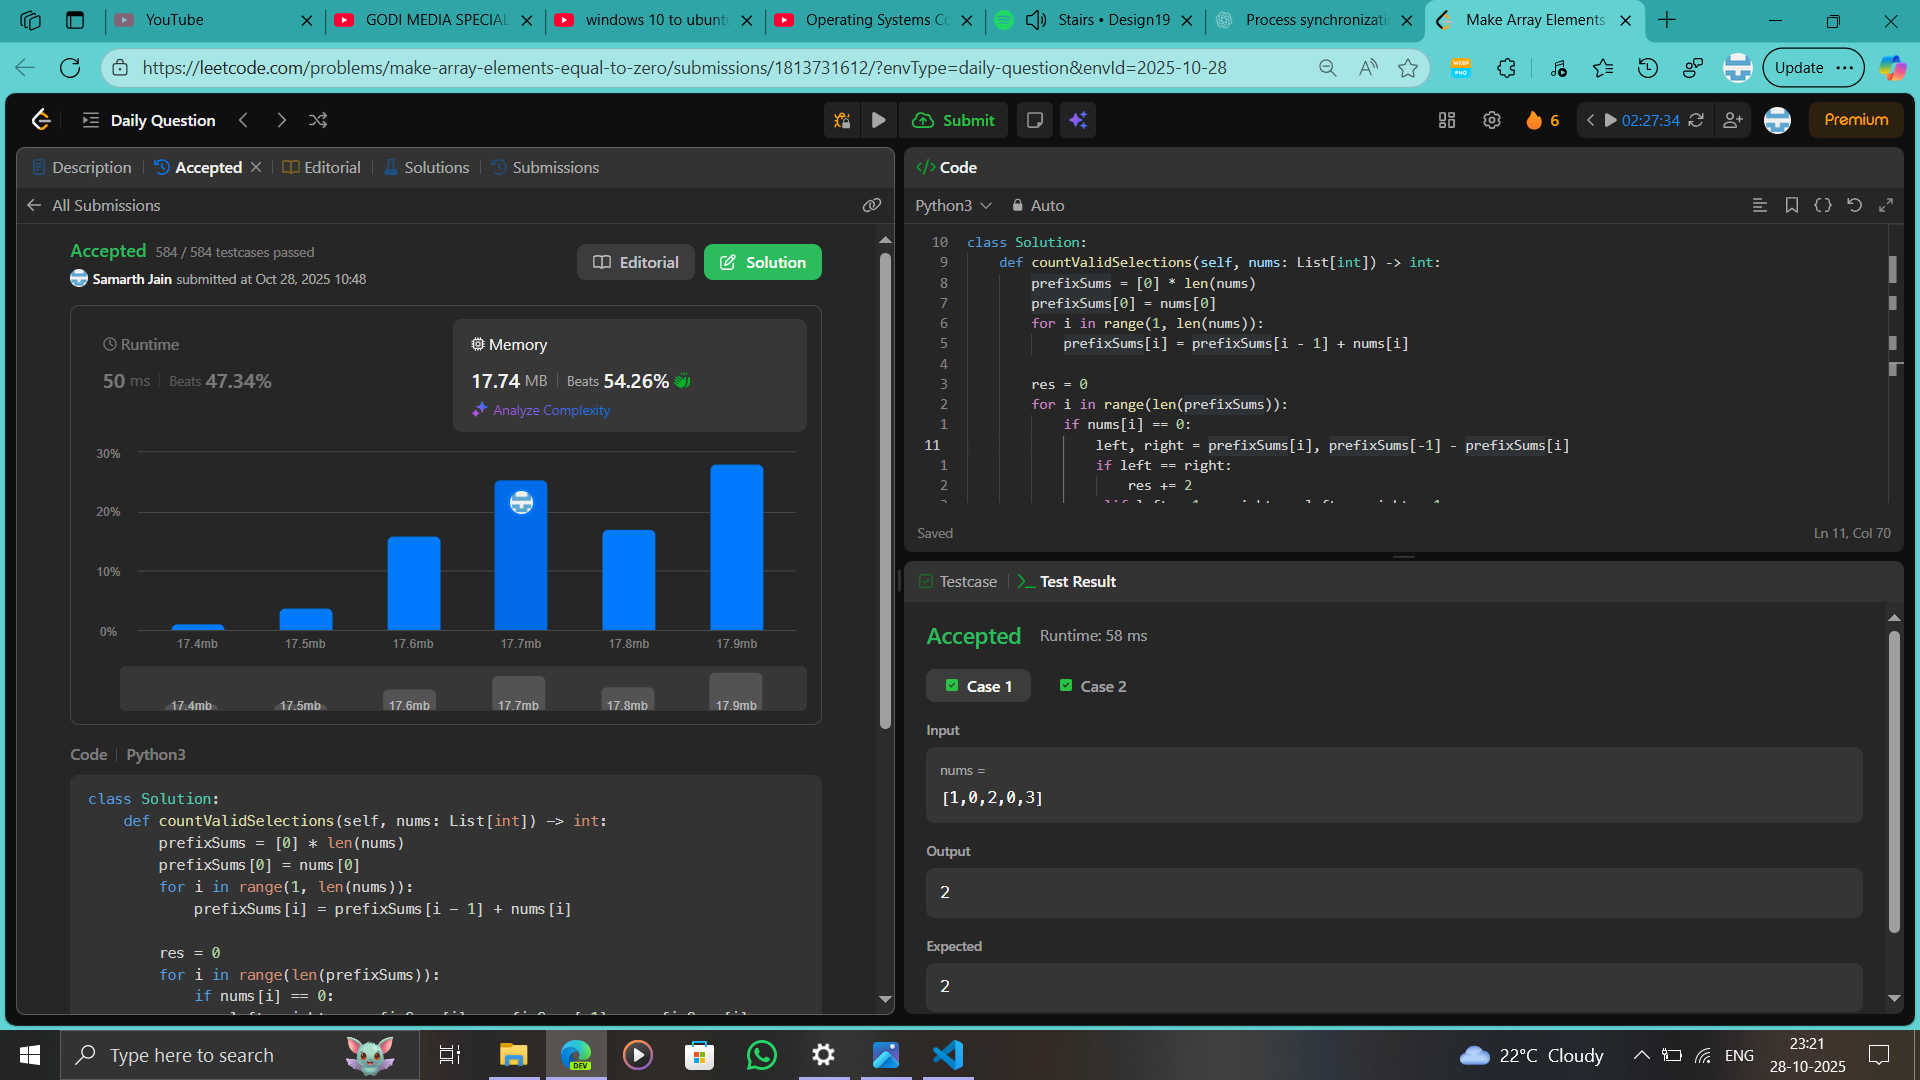 YouTube
GODI MEDIA SPECIAL
windows 10 to ubunt
Operating Systems Co
Stairs • Design19
Process synchronizati
Make Array Elements
https://leetcode.com/problems/make-array-elements-equal-to-zero/submissions/1813731612/?envType=daily-question&envId=2025-10-28
WEBP
PNG
Update
Daily Question
Submit
6
02:27:34
Premium
Description
Accepted
Editorial
Solutions
Submissions
All Submissions
Accepted 584 / 584 testcases passed
Samarth Jain submitted at Oct 28, 2025 10:48
Editorial
Solution
Runtime
50 ms
Beats 47.34%
Memory
17.74 MB
Beats 54.26%
Analyze Complexity
30%
20%
10%
0%
17.4mb
17.5mb
17.6mb
17.7mb
17.8mb
17.9mb
17.4mb
17.5mb
17.6mb
17.7mb
17.8mb
17.9mb
Code
Python3
class Solution:
def countValidSelections(self, nums: List[int]) -> int:
prefixSums = [0] * len(nums)
prefixSums[0] = nums[0]
for i in range(1, len(nums)):
prefixSums[i] = prefixSums[i - 1] + nums[i]
res = 0
for i in range(len(prefixSums)):
if nums[i] == 0:
Code
Python3
Auto
10 class Solution:
9 def countValidSelections(self, nums: List[int]) -> int:
8 prefixSums = [0] * len(nums)
7 prefixSums[0] = nums[0]
6 for i in range(1, len(nums)):
5 prefixSums[i] = prefixSums[i - 1] + nums[i]
4
3 res = 0
2 for i in range(len(prefixSums)):
1 if nums[i] == 0:
11 left, right = prefixSums[i], prefixSums[-1] - prefixSums[i]
1 if left == right:
2 res += 2
Saved
Ln 11, Col 70
Testcase
Test Result
Accepted
Runtime: 58 ms
Case 1
Case 2
Input
nums =
[1,0,2,0,3]
Output
2
Expected
2
Type here to search
DEV
22°C Cloudy
ENG
23:21
28-10-2025